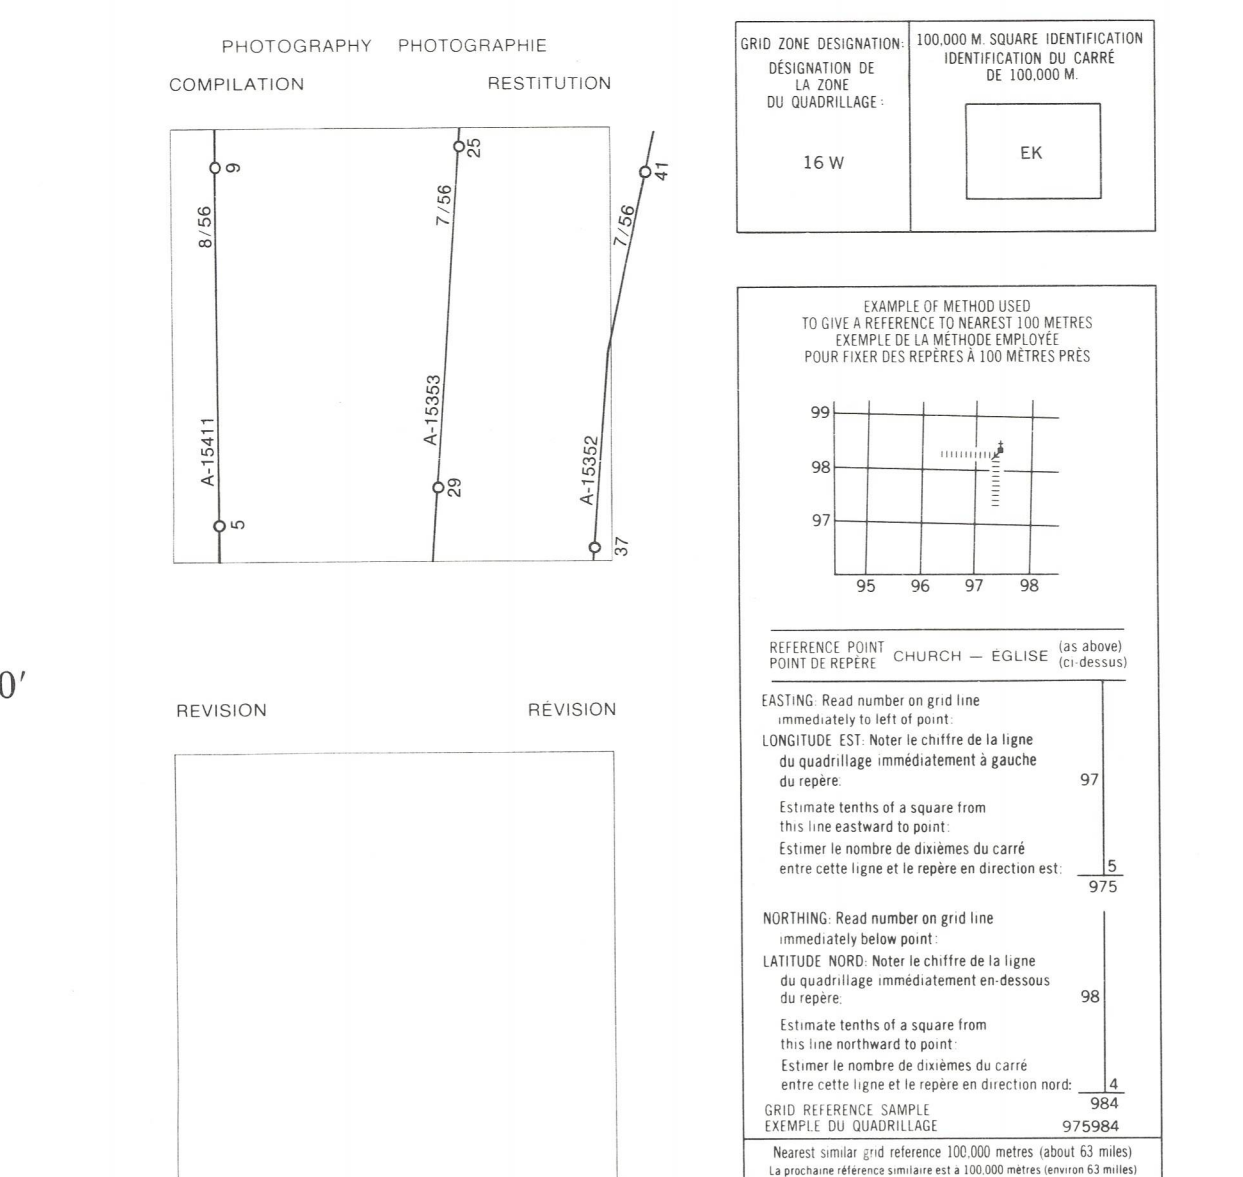 PHOTOGRAPHY PHOTOGRAPHIE
COMPILATION RESTITUTION
9
8/56
A-15411
5
25
7/56
A-15353
29
41
7/56
A-15352
37
0'
REVISION RÉVISION
GRID ZONE DESIGNATION:
DÉSIGNATION DE
LA ZONE
DU QUADRILLAGE :
16 W
100,000 M. SQUARE IDENTIFICATION
IDENTIFICATION DU CARRÉ
DE 100,000 M.
EK
EXAMPLE OF METHOD USED
TO GIVE A REFERENCE TO NEAREST 100 METRES
EXEMPLE DE LA MÉTHODE EMPLOYÉE
POUR FIXER DES REPÈRES À 100 MÈTRES PRÈS
99
98
97
95 96 97 98
REFERENCE POINT
POINT DE REPÈRE
CHURCH — ÉGLISE
(as above)
(ci-dessus)
EASTING: Read number on grid line
immediately to left of point:
LONGITUDE EST: Noter le chiffre de la ligne
du quadrillage immédiatement à gauche
du repère: 97
Estimate tenths of a square from
this line eastward to point:
Estimer le nombre de dixièmes du carré
entre cette ligne et le repère en direction est: 5
975
NORTHING: Read number on grid line
immediately below point:
LATITUDE NORD: Noter le chiffre de la ligne
du quadrillage immédiatement en-dessous
du repère: 98
Estimate tenths of a square from
this line northward to point:
Estimer le nombre de dixièmes du carré
entre cette ligne et le repère en direction nord: 4
984
GRID REFERENCE SAMPLE
EXEMPLE DU QUADRILLAGE 975984
Nearest similar grid reference 100,000 metres (about 63 miles)
La prochaine référence similaire est à 100,000 mètres (environ 63 milles)